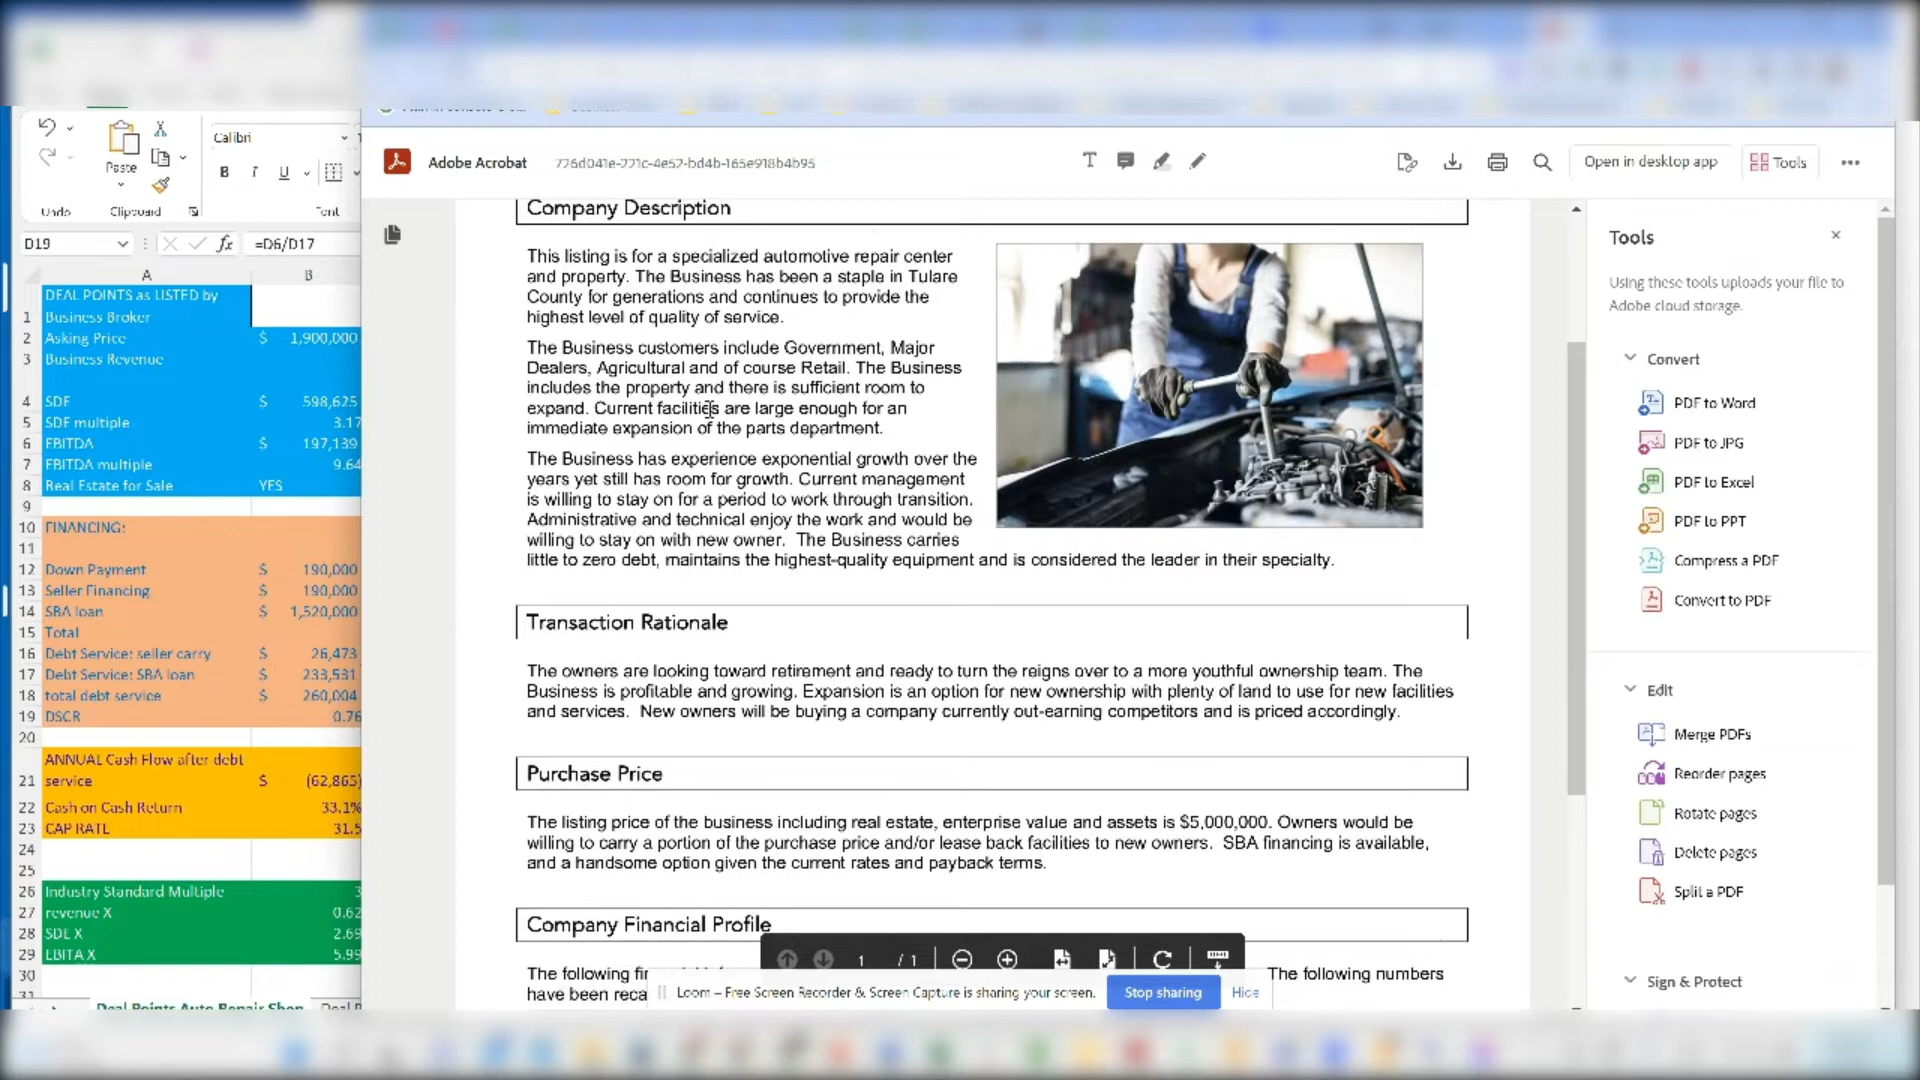 Calibri
Paste
B I U
Undo
Clipboard
Font
D19
fx =D6/D17
A B
1 DEAL POINTS as LISTED by
Business Broker
2 Asking Price $ 1,900,000
3 Business Revenue
4 SDE $ 598,625
5 SDE multiple 3.17
6 EBITDA $ 197,139
7 EBITDA multiple 9.64
8 Real Estate for Sale YES
9
10 FINANCING:
11
12 Down Payment $ 190,000
13 Seller Financing $ 190,000
14 SBA loan $ 1,520,000
15 Total
16 Debt Service: seller carry $ 26,473
17 Debt Service: SBA loan $ 233,531
18 total debt service $ 260,004
19 DSCR 0.76
20
ANNUAL Cash Flow after debt
21 service $ (62,865)
22 Cash on Cash Return 33.1%
23 CAP RATE 31.5
24
25
26 Industry Standard Multiple 3
27 revenue X 0.62
28 SDE X 2.69
29 EBITA X 5.99
30
Deal Points Auto Repair Shop
Adobe Acrobat
726d041e-221c-4e52-bd4b-165e918b4b95
Open in desktop app
Tools
Company Description
This listing is for a specialized automotive repair center
and property. The Business has been a staple in Tulare
County for generations and continues to provide the
highest level of quality of service.
The Business customers include Government, Major
Dealers, Agricultural and of course Retail. The Business
includes the property and there is sufficient room to
expand. Current facilities are large enough for an
immediate expansion of the parts department.
The Business has experience exponential growth over the
years yet still has room for growth. Current management
is willing to stay on for a period to work through transition.
Administrative and technical enjoy the work and would be
willing to stay on with new owner. The Business carries
little to zero debt, maintains the highest-quality equipment and is considered the leader in their specialty.
Transaction Rationale
The owners are looking toward retirement and ready to turn the reigns over to a more youthful ownership team. The
Business is profitable and growing. Expansion is an option for new ownership with plenty of land to use for new facilities
and services. New owners will be buying a company currently out-earning competitors and is priced accordingly.
Purchase Price
The listing price of the business including real estate, enterprise value and assets is $5,000,000. Owners would be
willing to carry a portion of the purchase price and/or lease back facilities to new owners. SBA financing is available,
and a handsome option given the current rates and payback terms.
Company Financial Profile
The following The following numbers
have been
1 / 1
Loom – Free Screen Recorder & Screen Capture is sharing your screen.
Stop sharing
Hide
Tools
Using these tools uploads your file to
Adobe cloud storage.
Convert
PDF to Word
PDF to JPG
PDF to Excel
PDF to PPT
Compress a PDF
Convert to PDF
Edit
Merge PDFs
Reorder pages
Rotate pages
Delete pages
Split a PDF
Sign & Protect